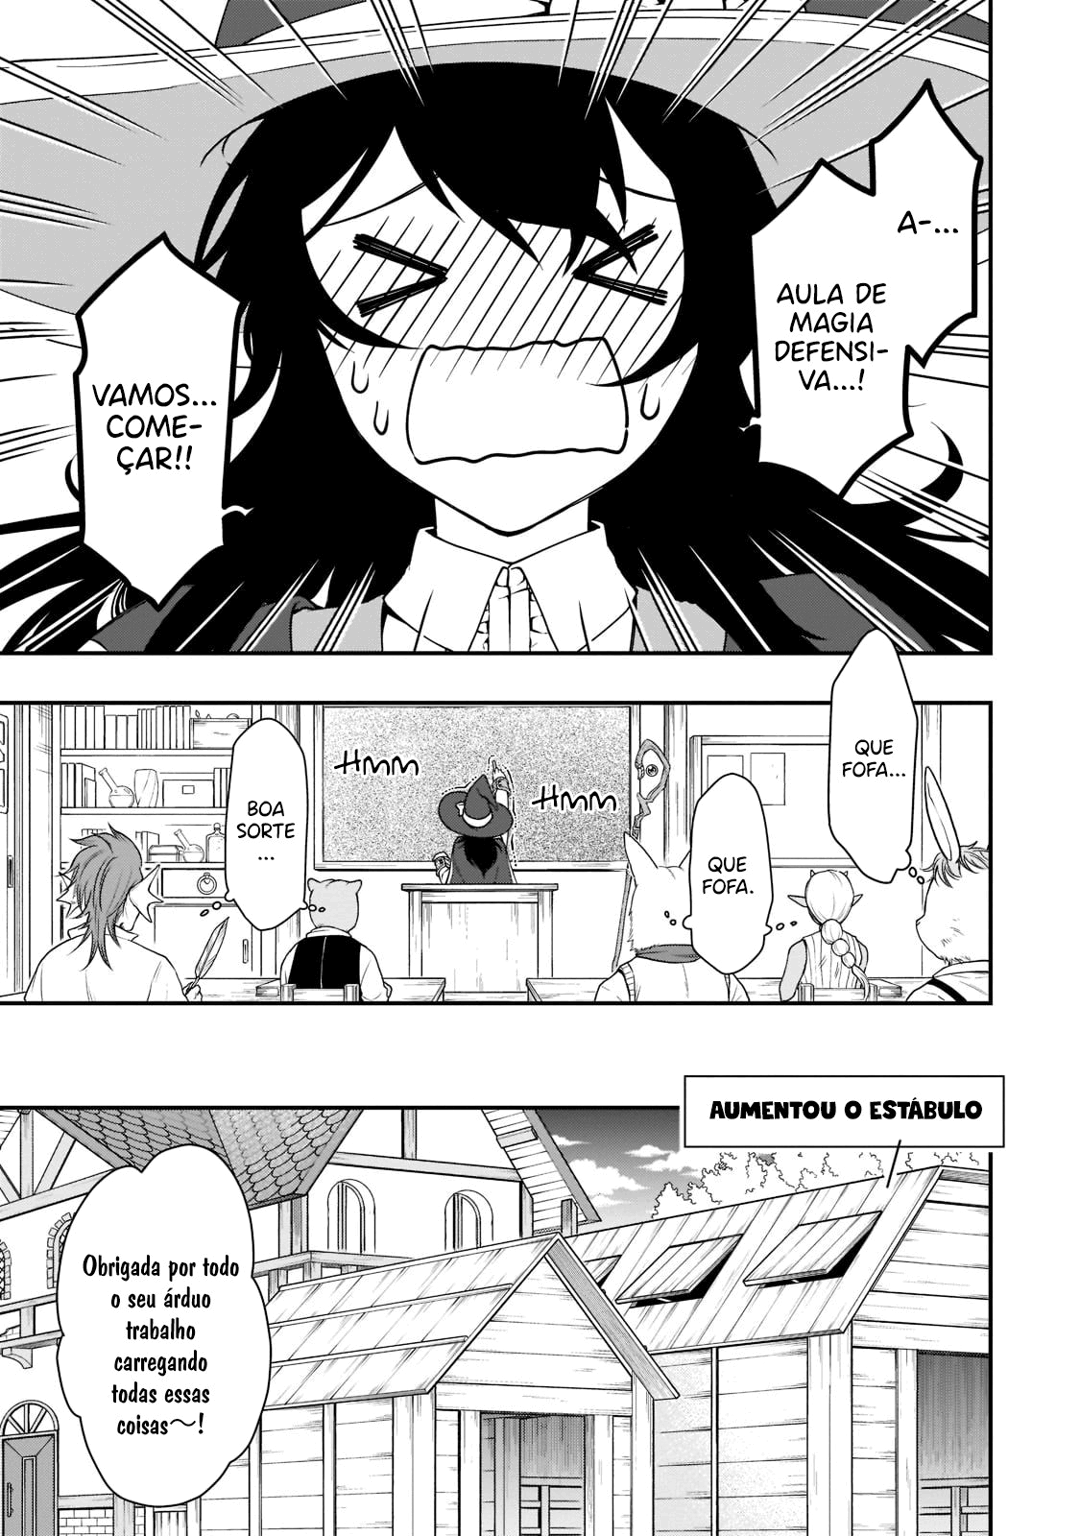 A-...
AULA DE
MAGIA
DEFENSI-
VA...!
VAMOS...
COME-
ÇAR!!
QUE
FOFA...
QUE
FOFA.
HMM
HMM
BOA
SORTE
...
AUMENTOU O ESTÁBULO
Obrigada por todo
o seu árduo
trabalho
carregando
todas essas
coisas～!